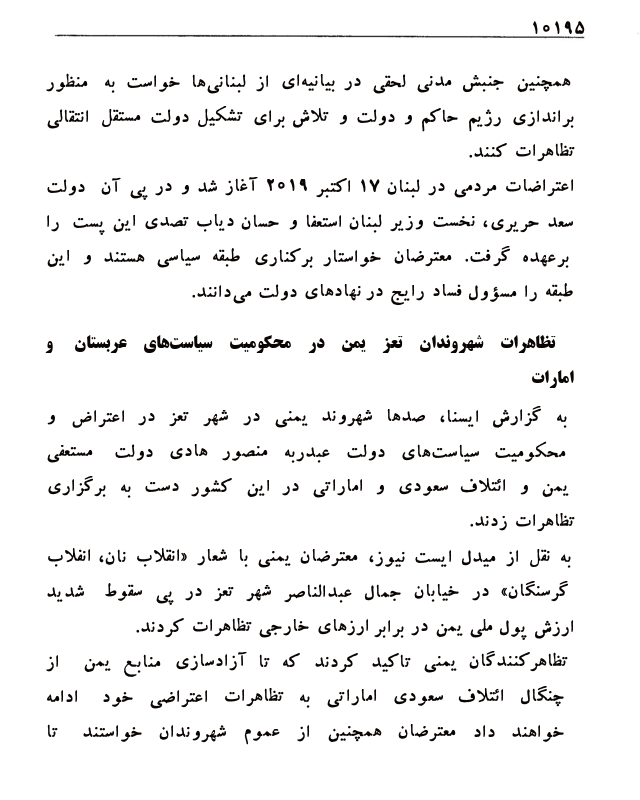 ۱۰۱۹۵
همچنین جنبش مدنی لحقی در بیانیه‌ای از لبنانی‌ها خواست به منظور
براندازی رژیم حاکم و دولت و تلاش برای تشکیل دولت مستقل انتقالی
تظاهرات کنند.
اعتراضات مردمی در لبنان ۱۷ اکتبر ۲۰۱۹ آغاز شد و در پی آن دولت
سعد حریری، نخست وزیر لبنان استعفا و حسان دیاب تصدی این پست را
برعهده گرفت. معترضان خواستار برکناری طبقه سیاسی هستند و این
طبقه را مسؤول فساد رایج در نهادهای دولت می‌دانند.
تظاهرات شهروندان تعز یمن در محکومیت سیاست‌های عربستان و
امارات
به گزارش ایسنا، صدها شهروند یمنی در شهر تعز در اعتراض و
محکومیت سیاست‌های دولت عبدربه منصور هادی دولت مستعفی
یمن و ائتلاف سعودی و اماراتی در این کشور دست به برگزاری
تظاهرات زدند.
به نقل از میدل ایست نیوز، معترضان یمنی با شعار «انقلاب نان، انقلاب
گرسنگان» در خیابان جمال عبدالناصر شهر تعز در پی سقوط شدید
ارزش پول ملی یمن در برابر ارزهای خارجی تظاهرات کردند.
تظاهرکنندگان یمنی تاکید کردند که تا آزادسازی منابع یمن از
چنگال ائتلاف سعودی اماراتی به تظاهرات اعتراضی خود ادامه
خواهند داد معترضان همچنین از عموم شهروندان خواستند تا